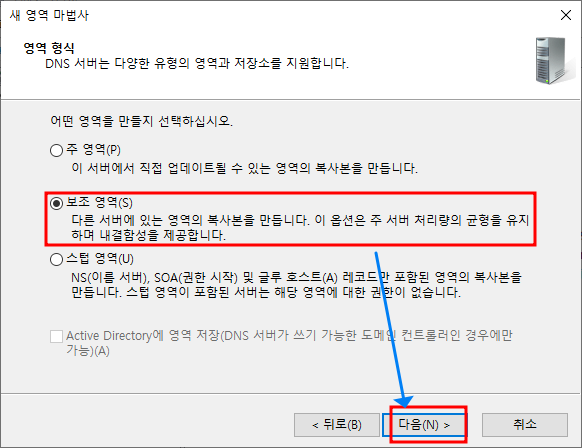 새 영역 마법사
영역 형식
DNS 서버는 다양한 유형의 영역과 저장소를 지원합니다.
어떤 영역을 만들지 선택하십시오.
주 영역(P)
이 서버에서 직접 업데이트될 수 있는 영역의 복사본을 만듭니다.
보조 영역(S)
다른 서버에 있는 영역의 복사본을 만듭니다. 이 옵션은 주 서버 처리량의 균형을 유지
하며 내결함성을 제공합니다.
스텁 영역(U)
NS(이름 서버), SOA(권한 시작) 및 글루 호스트(A) 레코드만 포함된 영역의 복사본을
만듭니다. 스텁 영역이 포함된 서버는 해당 영역에 대한 권한이 없습니다.
Active Directory에 영역 저장(DNS 서버가 쓰기 가능한 도메인 컨트롤러인 경우에만
가능)(A)
< 뒤로(B)
다음(N) >
취소